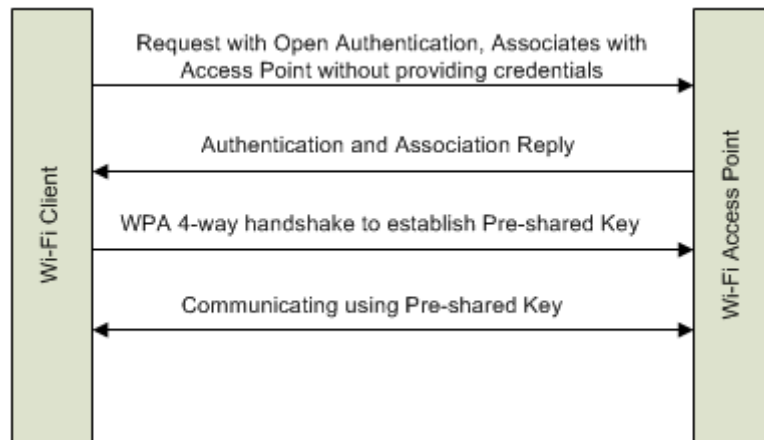 Request with Open Authentication, Associates with
Access Point without providing credentials
Authentication and Association Reply
WPA 4-way handshake to establish Pre-shared Key
Communicating using Pre-shared Key
Wi-Fi Client
Wi-Fi Access Point